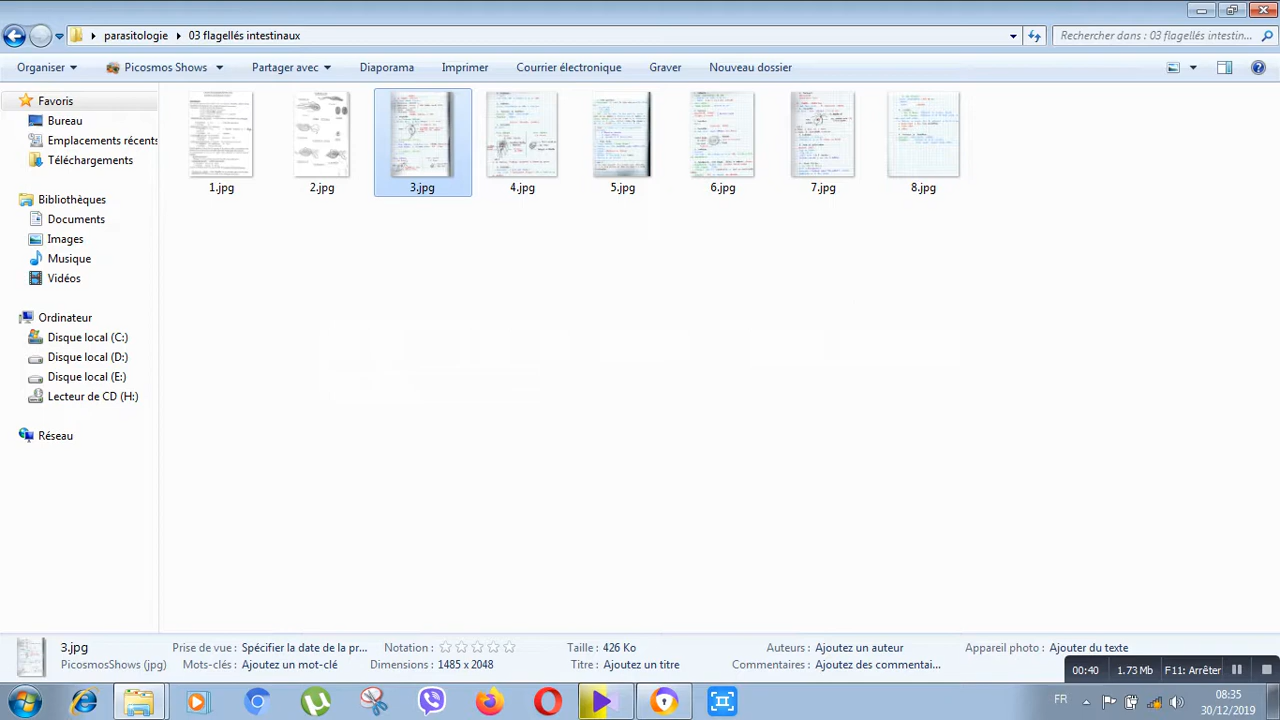 parasitologie 03 flagellés intestinaux
Rechercher dans : 03 flagellés intestin...
Organiser Picosmos Shows Partager avec Diaporama Imprimer Courrier électronique Graver Nouveau dossier
Favoris
Bureau
Emplacements récents
Téléchargements
Bibliothèques
Documents
Images
Musique
Vidéos
Ordinateur
Disque local (C:)
Disque local (D:)
Disque local (E:)
Lecteur de CD (H:)
Réseau
1.jpg 2.jpg 3.jpg 4.jpg 5.jpg 6.jpg 7.jpg 8.jpg
3.jpg Prise de vue : Spécifier la date de la pr... Notation : Taille : 426 Ko Auteurs : Ajoutez un auteur Appareil photo : Ajouter du texte
PicosmosShows (jpg) Mots-clés : Ajoutez un mot-clé Dimensions : 1485 x 2048 Titre : Ajoutez un titre Commentaires : Ajoutez des commentai...
00:40 1.73 Mb F11: Arrêter
FR 08:35
30/12/2019